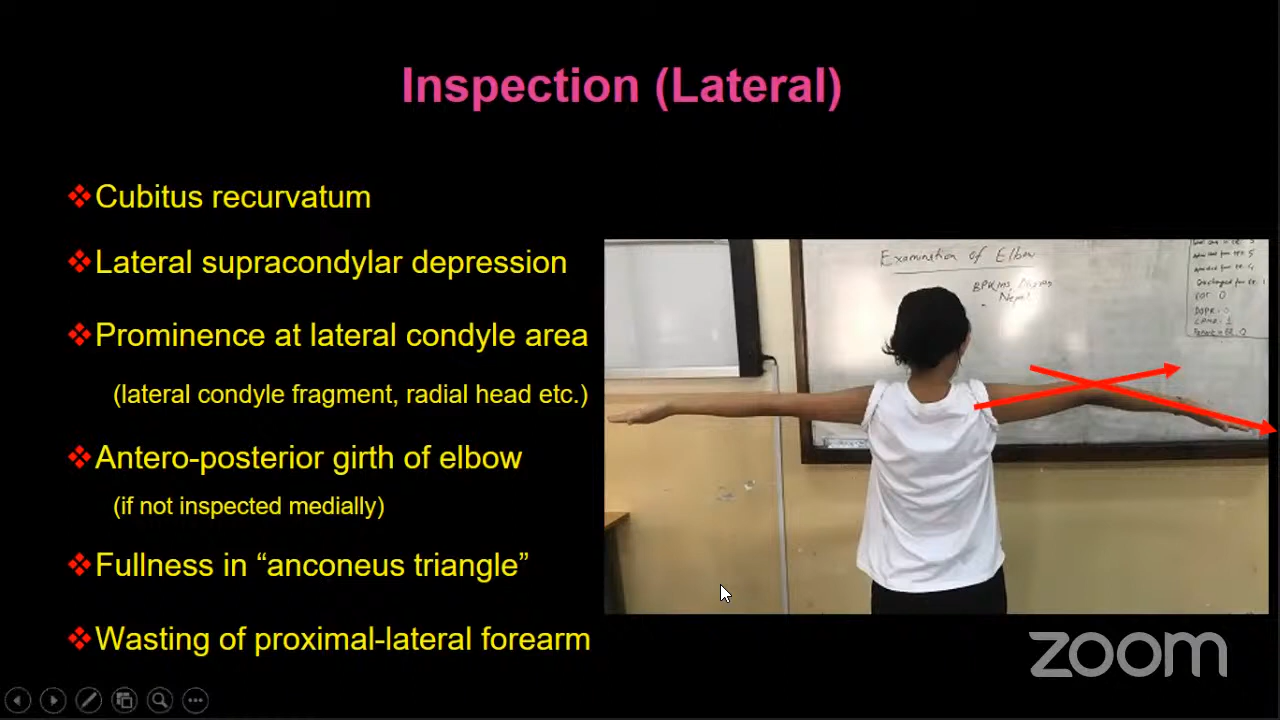 Inspection (Lateral)
❖Cubitus recurvatum
❖Lateral supracondylar depression
❖Prominence at lateral condyle area
(lateral condyle fragment, radial head etc.)
❖Antero-posterior girth of elbow
(if not inspected medially)
❖Fullness in “anconeus triangle”
❖Wasting of proximal-lateral forearm
Examination of Elbow
Nepal
zoom